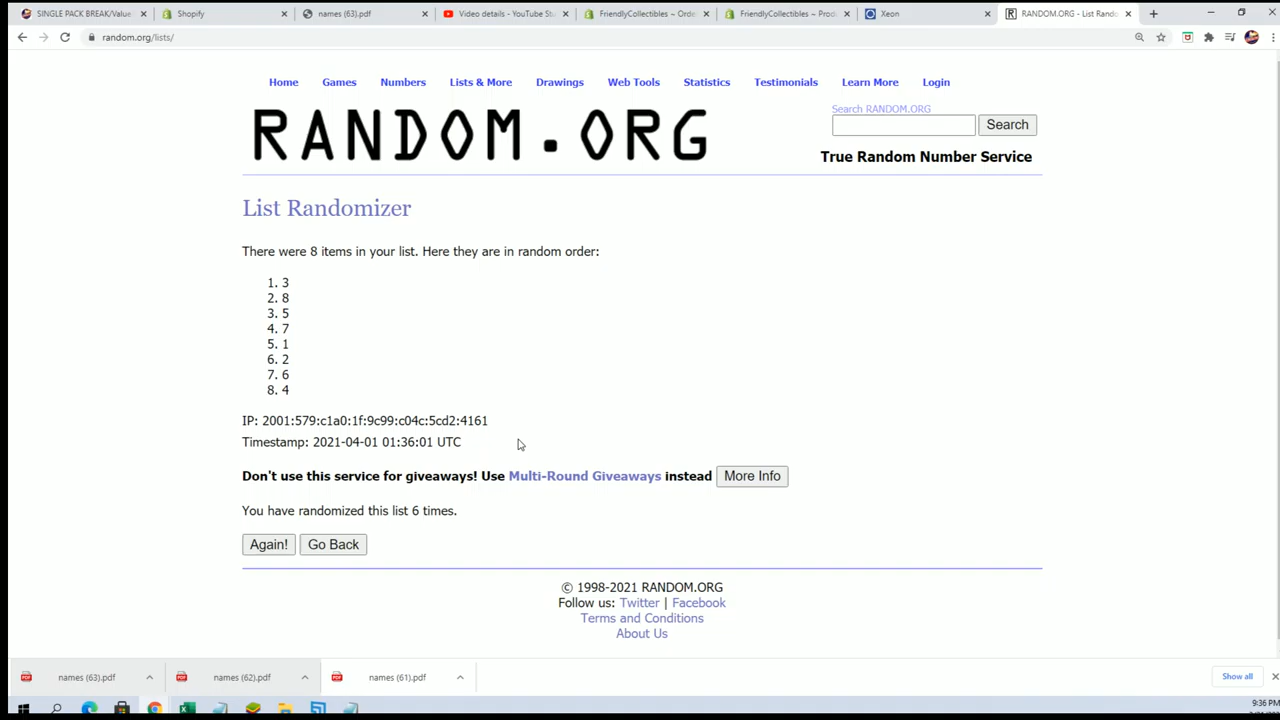 SINGLE PACK BREAK/Value
Shopify
names (63).pdf
Video details - YouTube St
FriendlyCollectibles ~ Orde
FriendlyCollectibles ~ Prod
Xeon
RANDOM.ORG - List Rando
random.org/lists/
Home Games Numbers Lists & More Drawings Web Tools Statistics Testimonials Learn More Login
RANDOM.ORG
Search RANDOM.ORG
Search
True Random Number Service
List Randomizer
There were 8 items in your list. Here they are in random order:
1. 3
2. 8
3. 5
4. 7
5. 1
6. 2
7. 6
8. 4
IP: 2001:579:c1a0:1f:9c99:c04c:5cd2:4161
Timestamp: 2021-04-01 01:36:01 UTC
Don't use this service for giveaways! Use Multi-Round Giveaways instead More Info
You have randomized this list 6 times.
Again! Go Back
© 1998-2021 RANDOM.ORG
Follow us: Twitter | Facebook
Terms and Conditions
About Us
names (63).pdf names (62).pdf names (61).pdf Show all
9:36 PM